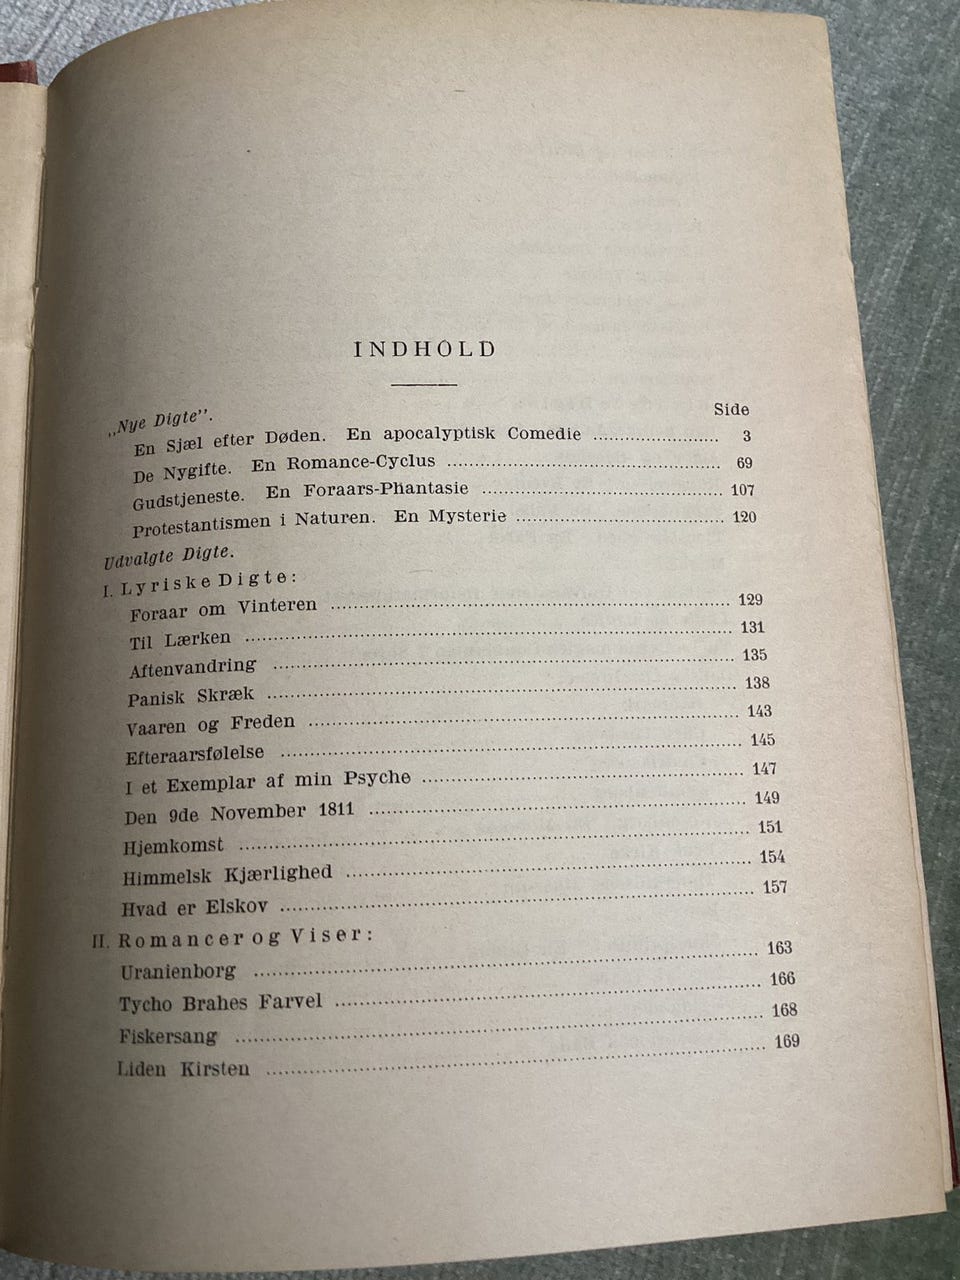 INDHOLD
Side
„Nye Digte”.
En Sjæl efter Døden. En apocalyptisk Comedie ........................ 3
De Nygifte. En Romance-Cyclus ........................ 69
Gudstjeneste. En Foraars-Phantasie ........................ 107
Protestantismen i Naturen. En Mysterie ........................ 120
Udvalgte Digte.
I. Lyriske Digte:
Foraar om Vinteren ........................ 129
Til Lærken ........................ 131
Aftenvandring ........................ 135
Panisk Skræk ........................ 138
Vaaren og Freden ........................ 143
Efteraarsfølelse ........................ 145
I et Exemplar af min Psyche ........................ 147
Den 9de November 1811 ........................ 149
Hjemkomst ........................ 151
Himmelsk Kjærlighed ........................ 154
Hvad er Elskov ........................ 157
II. Romancer og Viser:
Uranienborg ........................ 163
Tycho Brahes Farvel ........................ 166
Fiskersang ........................ 168
Liden Kirsten ........................ 169